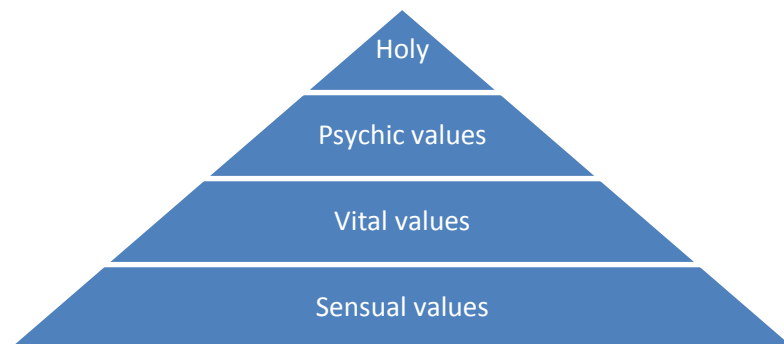 Holy
Psychic values
Vital values
Sensual values